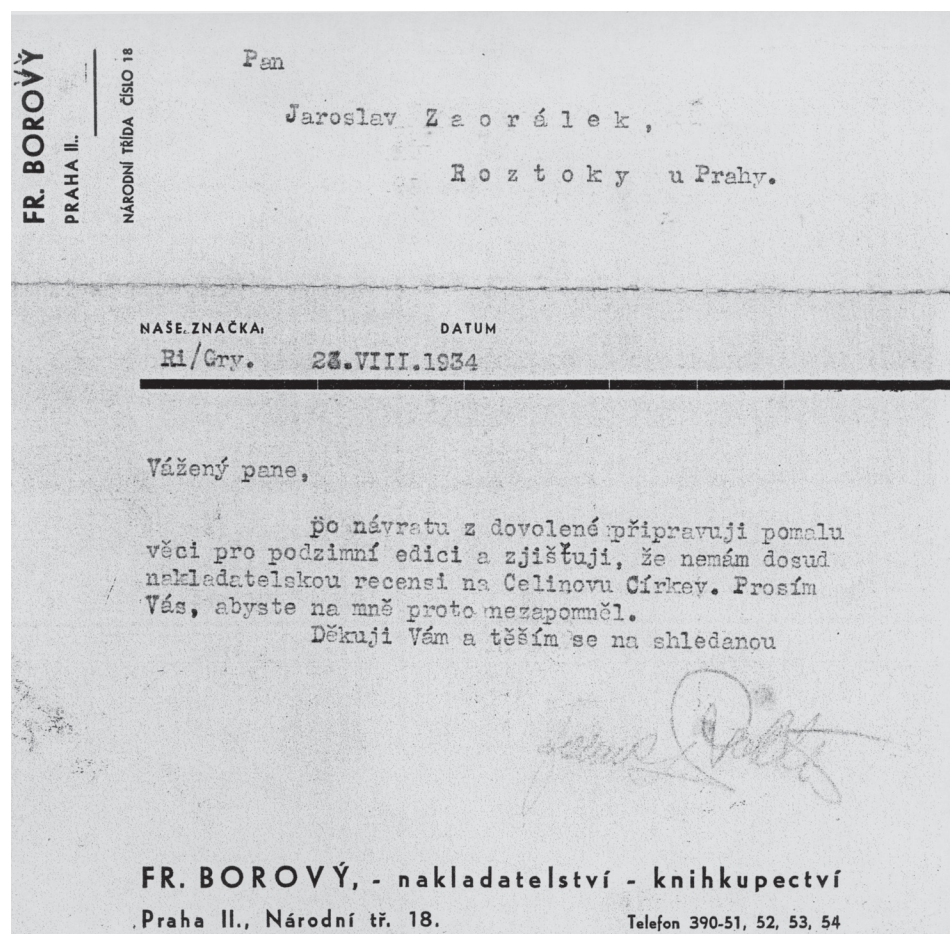 FR. BOROVÝ
PRAHA II..
NÁRODNÍ TŘÍDA ČÍSLO 18
Pan
Jaroslav Zaorálek,
Roztoky u Prahy.
NAŠE ZNAČKA: DATUM
Ri/Gry. .VIII.1934
Vážený pane,
po návratu z dovolené připravuji pomalu
věci pro podzimní edici a zjišťuji, že nemám dosud
nakladatelskou recensi na Celinovu Církev. Prosím
Vás, abyste na mně proto nezapomněl.
Děkuji Vám a těším se na shledanou
FR. BOROVÝ, - nakladatelství - knihkupectví
Praha II., Národní tř. 18. Telefon 390-51, 52, 53, 54